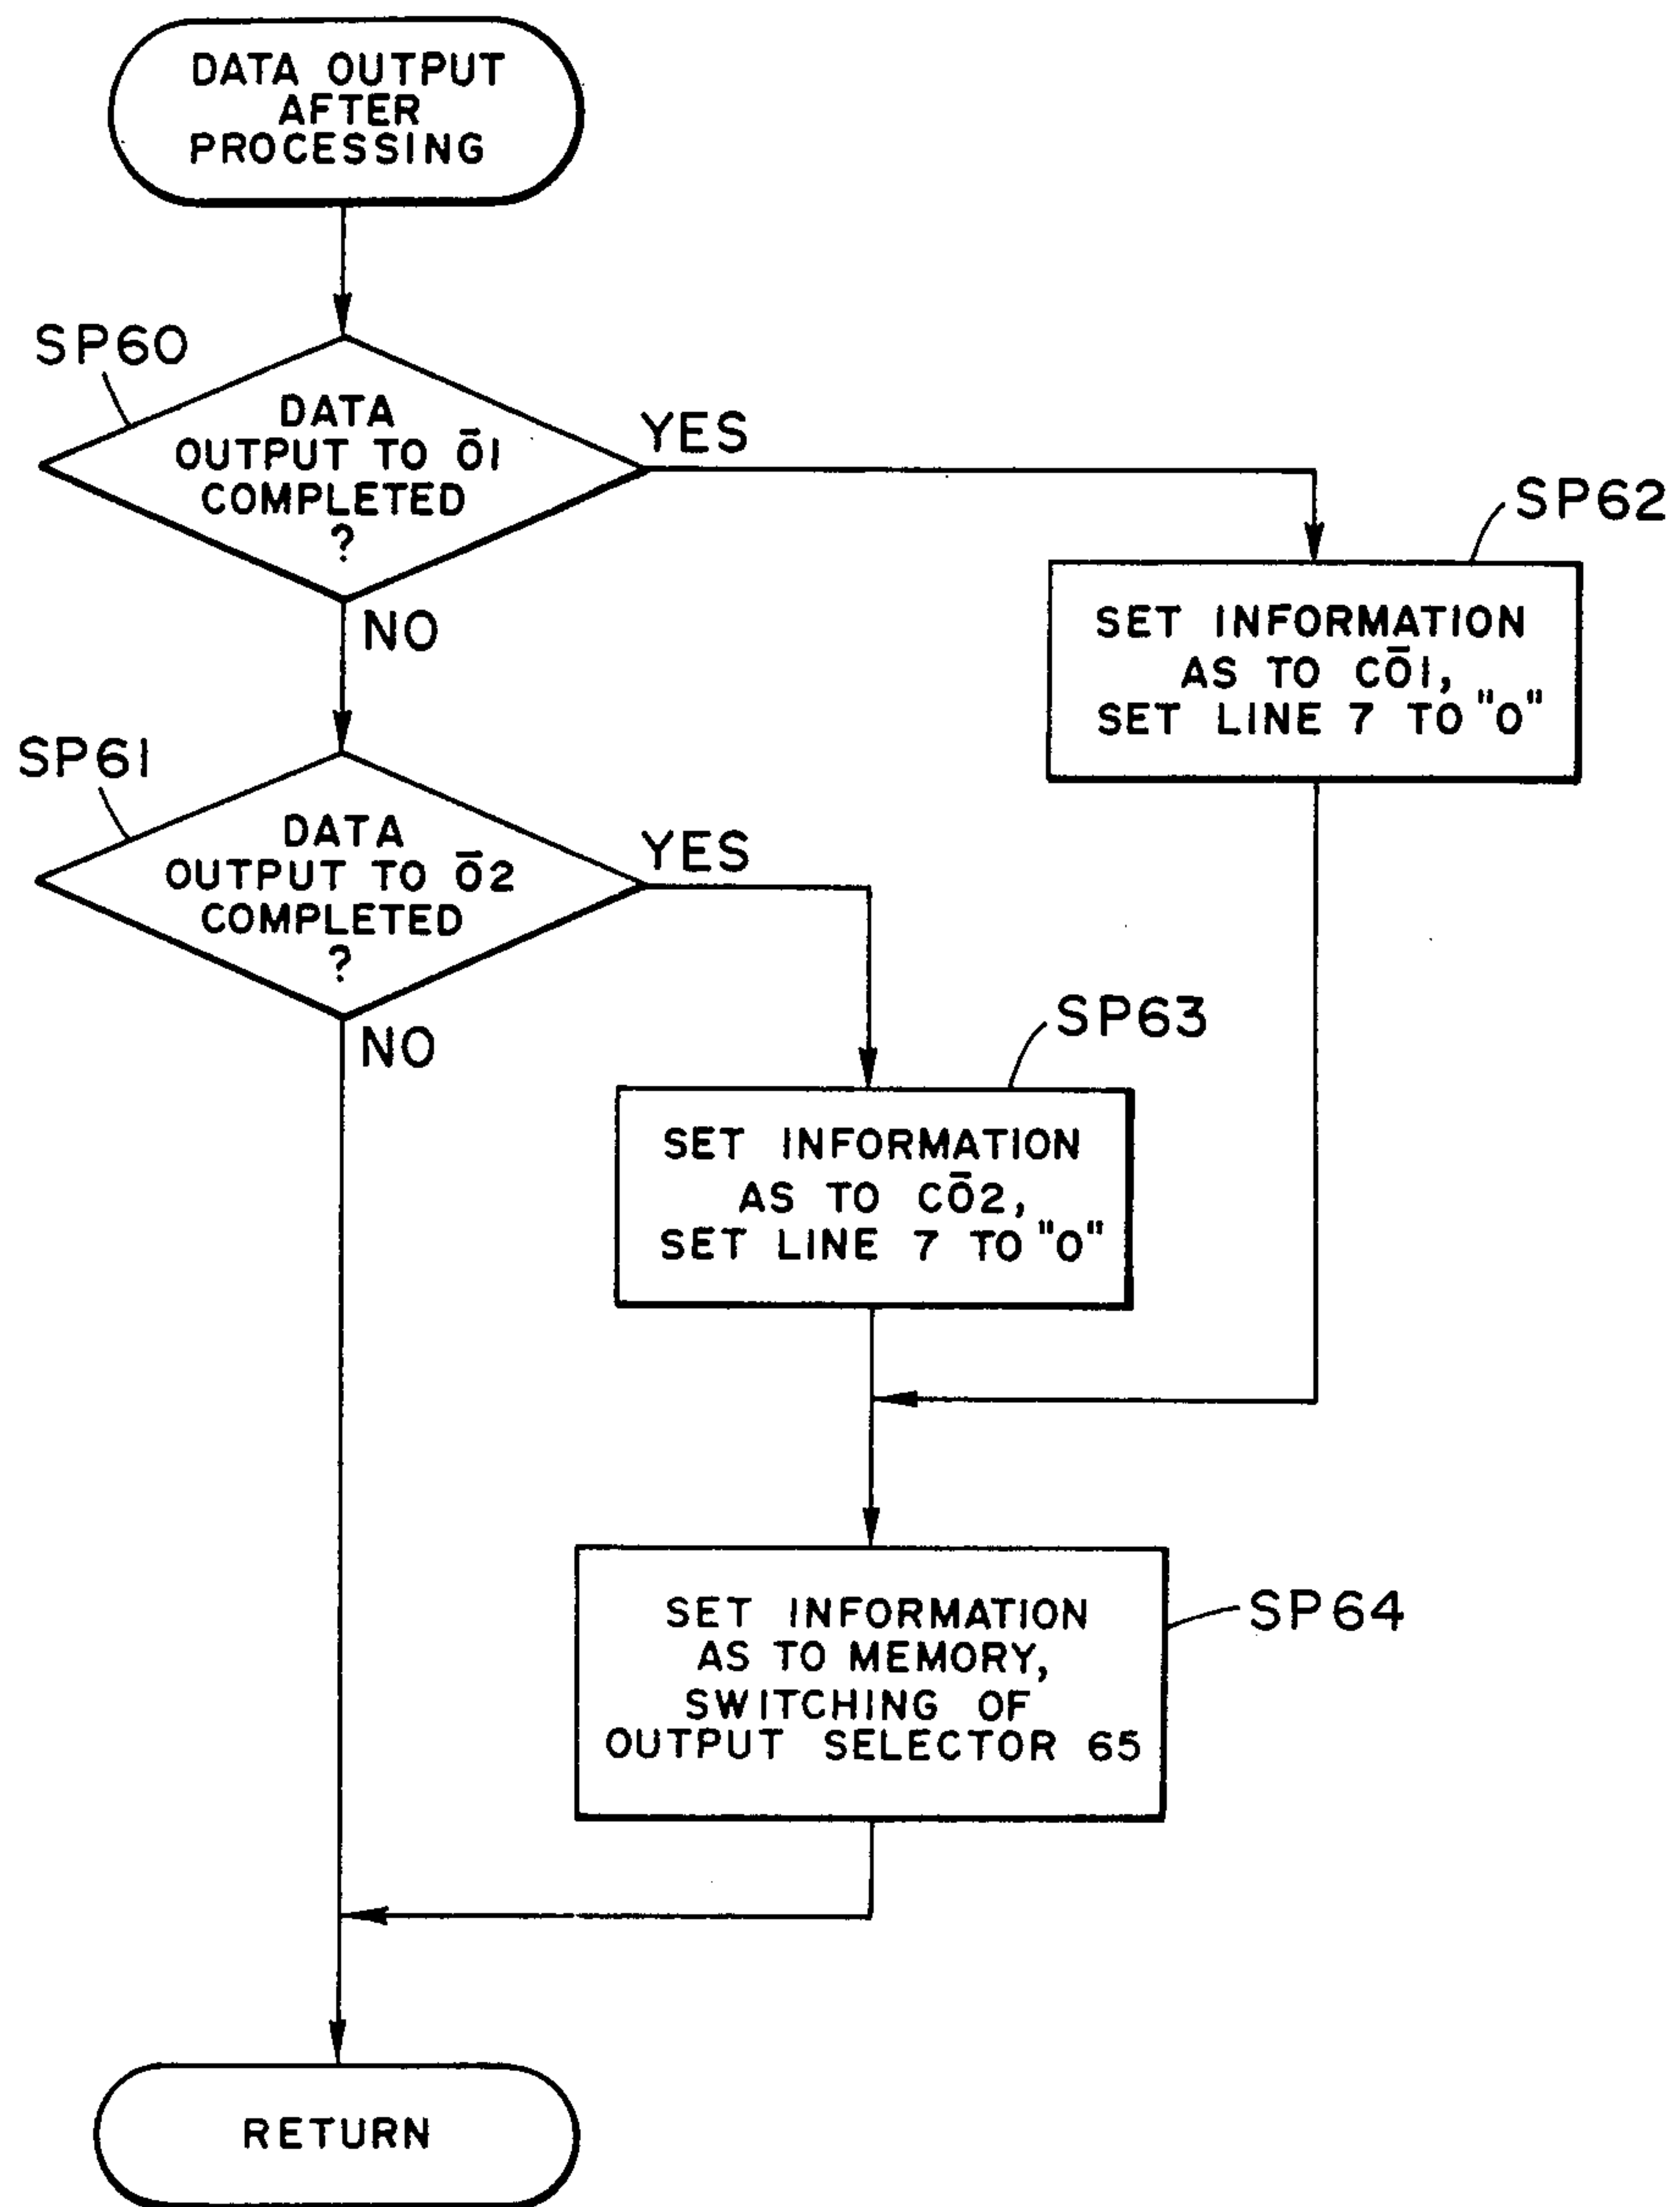 DATA OUTPUT
AFTER
PROCESSING
SP60
DATA
OUTPUT TO Ō1
COMPLETED
?
YES
NO
SP62
SET INFORMATION
AS TO CŌ1,
SET LINE 7 TO "0"
SP61
DATA
OUTPUT TO Ō2
COMPLETED
?
YES
NO
SP63
SET INFORMATION
AS TO CŌ2,
SET LINE 7 TO "0"
SP64
SET INFORMATION
AS TO MEMORY,
SWITCHING OF
OUTPUT SELECTOR 65
RETURN